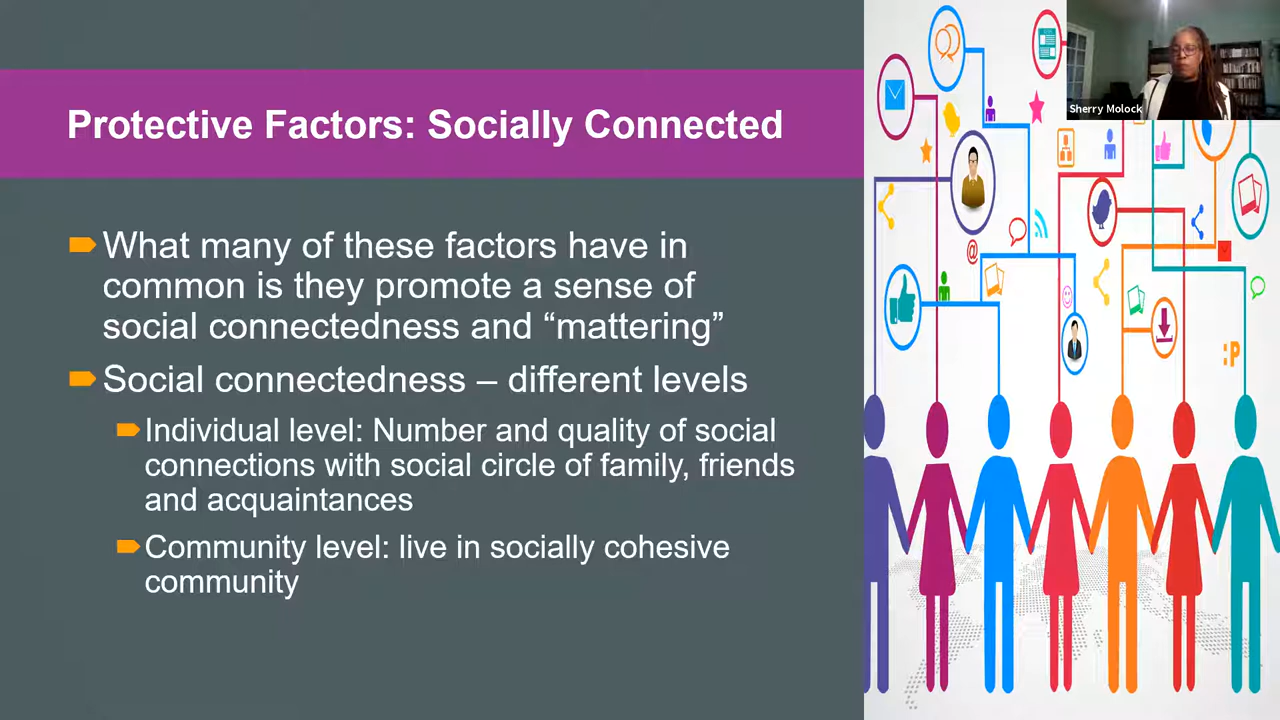 Protective Factors: Socially Connected
What many of these factors have in
common is they promote a sense of
social connectedness and “mattering”
Social connectedness – different levels
Individual level: Number and quality of social
connections with social circle of family, friends
and acquaintances
Community level: live in socially cohesive
community
Sherry Molock
@
:P